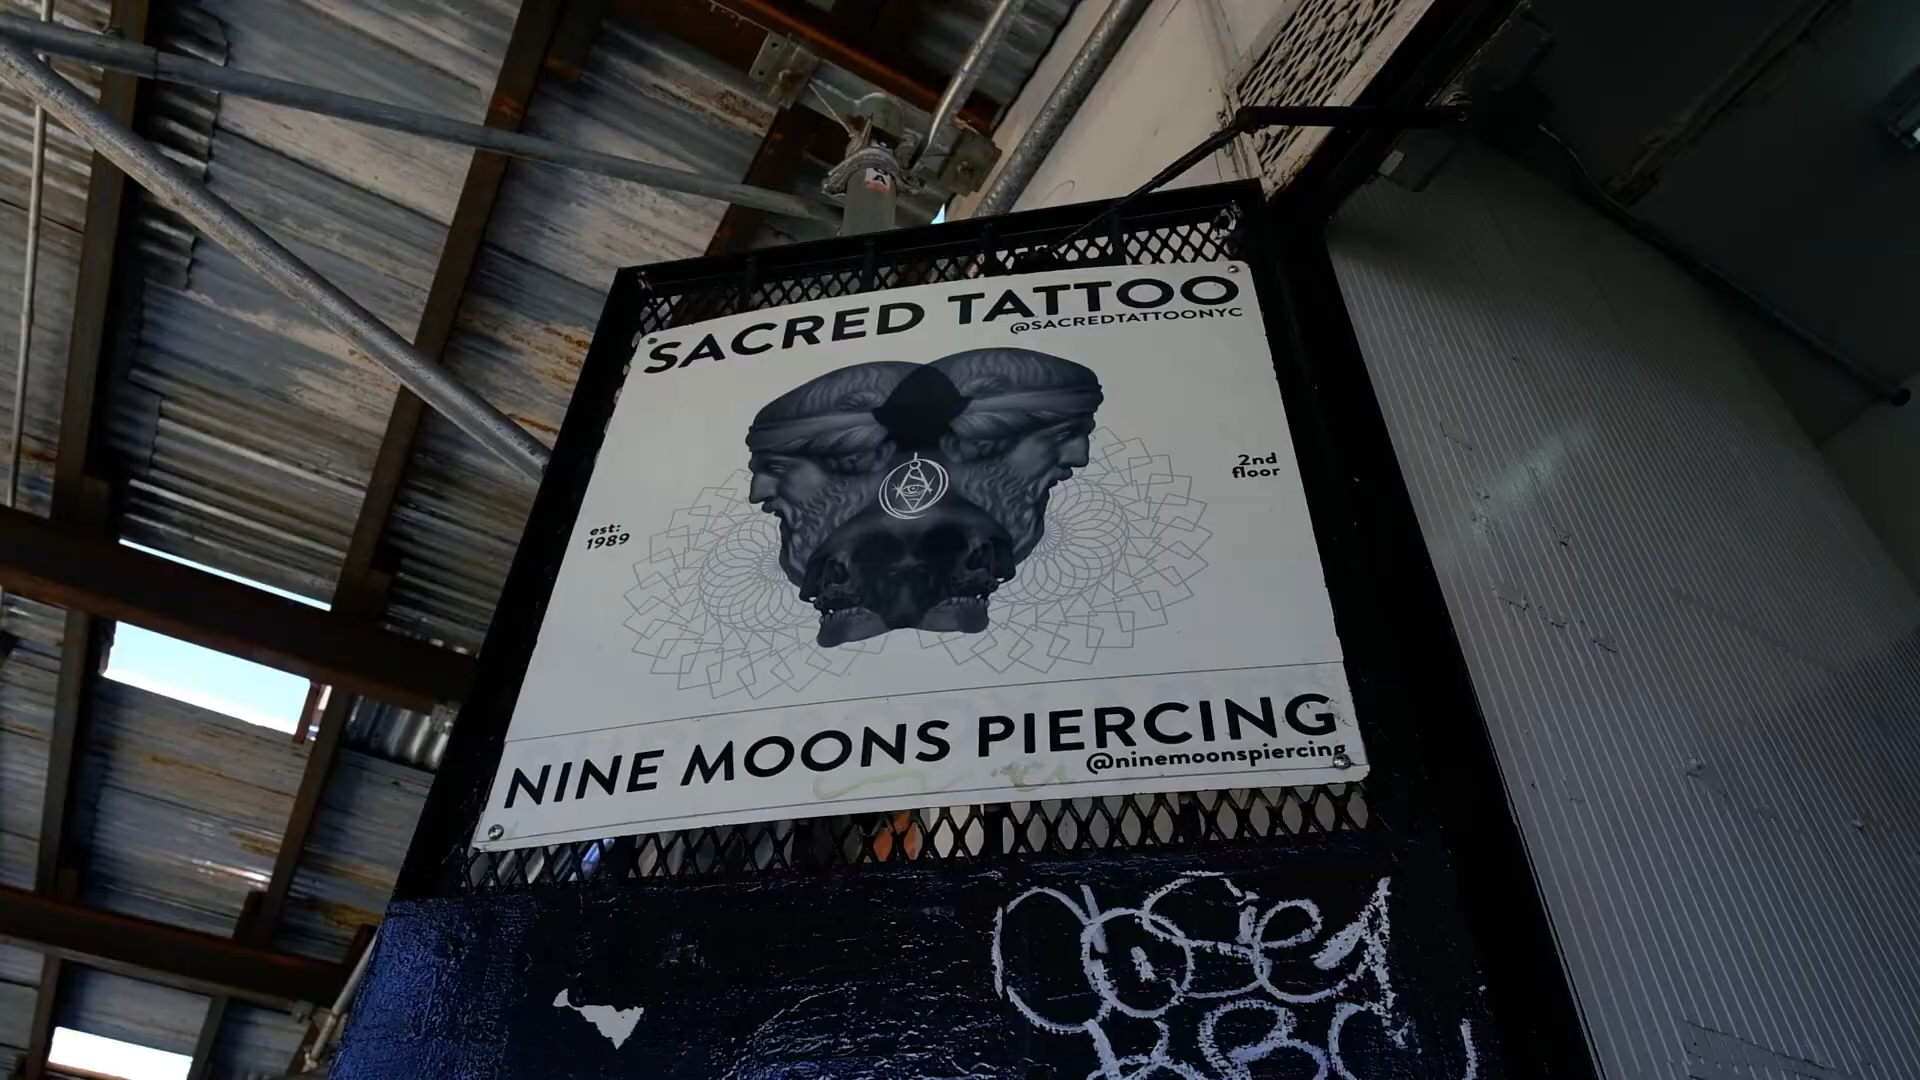 SACRED TATTOO
@SACREDTATTOONYC
2nd
floor
est:
1989
NINE MOONS PIERCING
@ninemoonspiercing